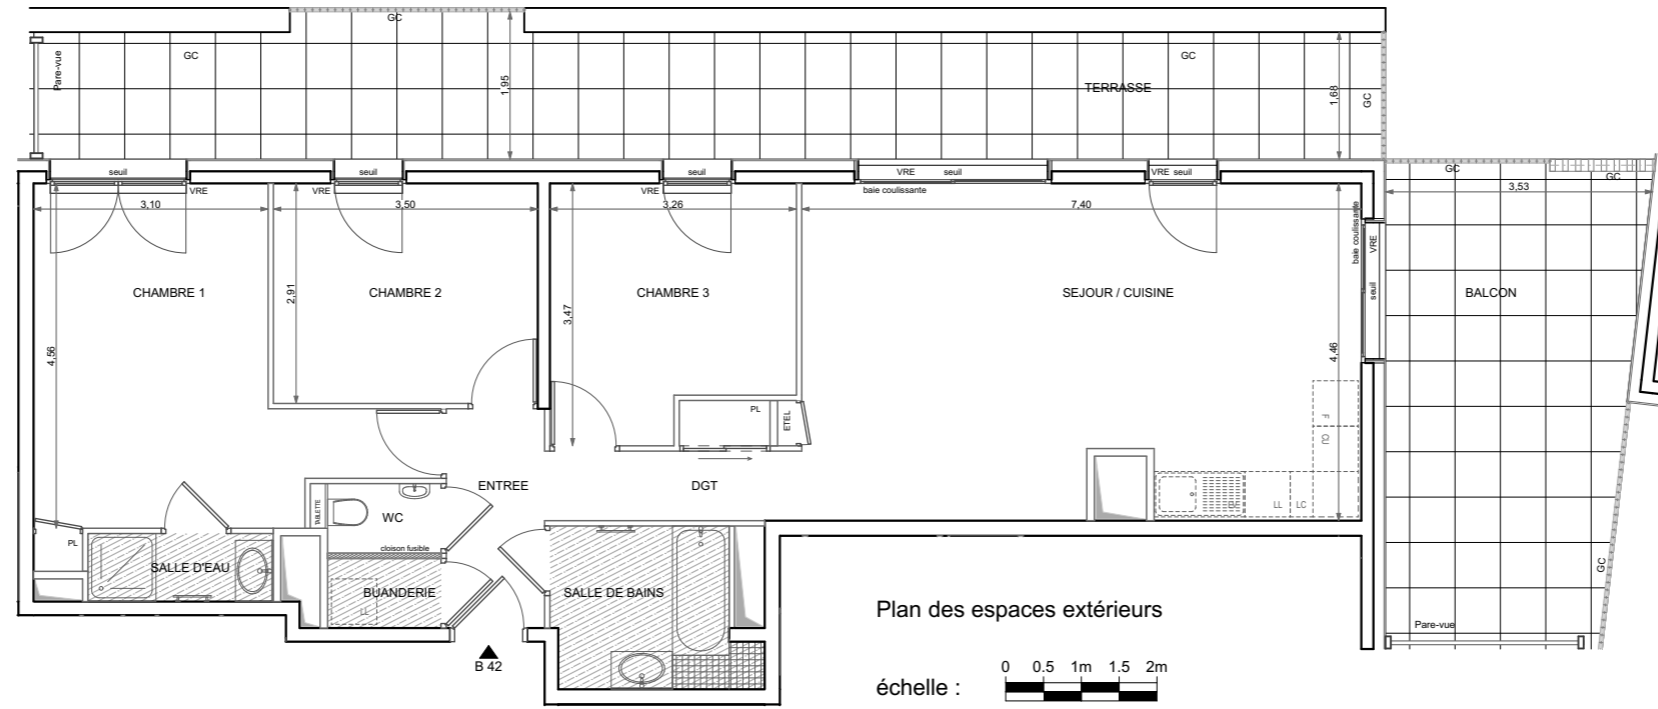 GC
GC
GC
Pare-vue
1,95
TERRASSE
1,68
GC
seuil
seuil
seuil
VRE seuil
VRE seuil
GC
GC
VRE
VRE
VRE
baie coulissante
3,10
3,50
3,26
7,40
3,53
baie coulissante
VRE
seuil
CHAMBRE 1
2,91
CHAMBRE 2
3,47
CHAMBRE 3
SEJOUR / CUISINE
BALCON
4,56
4,46
PL
ETEL
F
CU
ENTREE
DGT
TABLETTE
WC
LL
LC
PL
cloison fusible
SALLE D'EAU
BUANDERIE
LL
SALLE DE BAINS
GC
Plan des espaces extérieurs
Pare-vue
B 42
0 0.5 1m 1.5 2m
échelle :